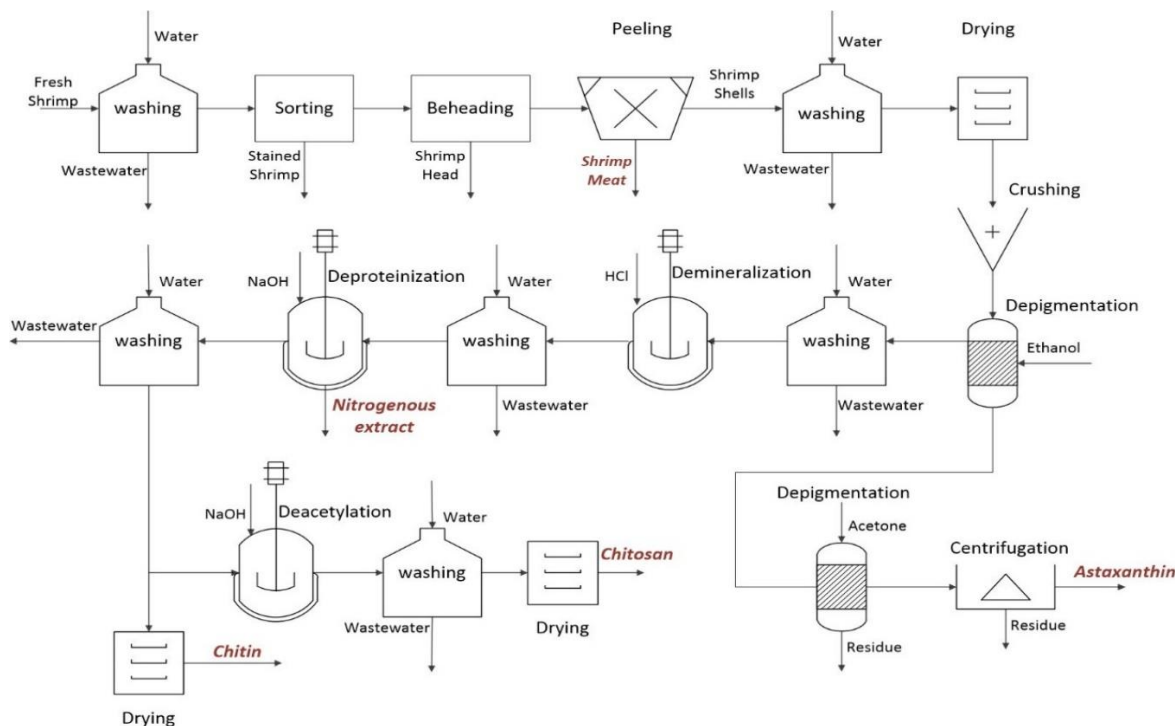 Water
Peeling
Water
Drying
Fresh
Shrimp
washing
Sorting
Beheading
Shrimp
Shells
washing
Wastewater
Stained
Shrimp
Shrimp
Head
Shrimp
Meat
Wastewater
Crushing
Water
NaOH
Deproteinization
Water
HCl
Demineralization
Water
Depigmentation
Wastewater
washing
washing
washing
Ethanol
Nitrogenous
extract
Wastewater
Wastewater
NaOH
Deacetylation
Water
Depigmentation
Acetone
washing
Chitosan
Centrifugation
Astaxanthin
Wastewater
Drying
Residue
Residue
Chitin
Drying